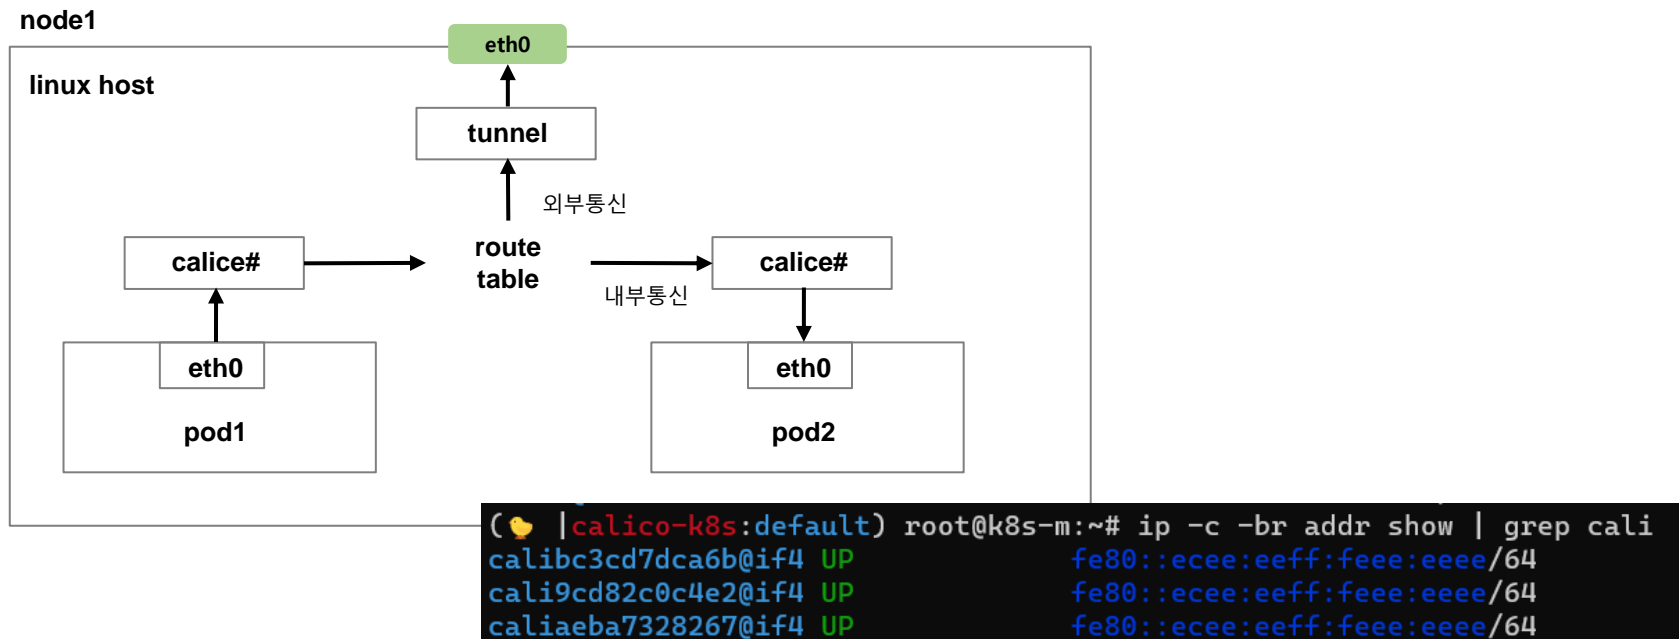 node1
eth0
linux host
tunnel
외부통신
calice#
route
table
calice#
내부통신
eth0
eth0
pod1
pod2
( |calico-k8s:default) root@k8s-m:~# ip -c -br addr show | grep cali
calibc3cd7dca6b@if4 UP fe80::ecee:eeff:feee:eeee/64
cali9cd82c0c4e2@if4 UP fe80::ecee:eeff:feee:eeee/64
caliaeba7328267@if4 UP fe80::ecee:eeff:feee:eeee/64